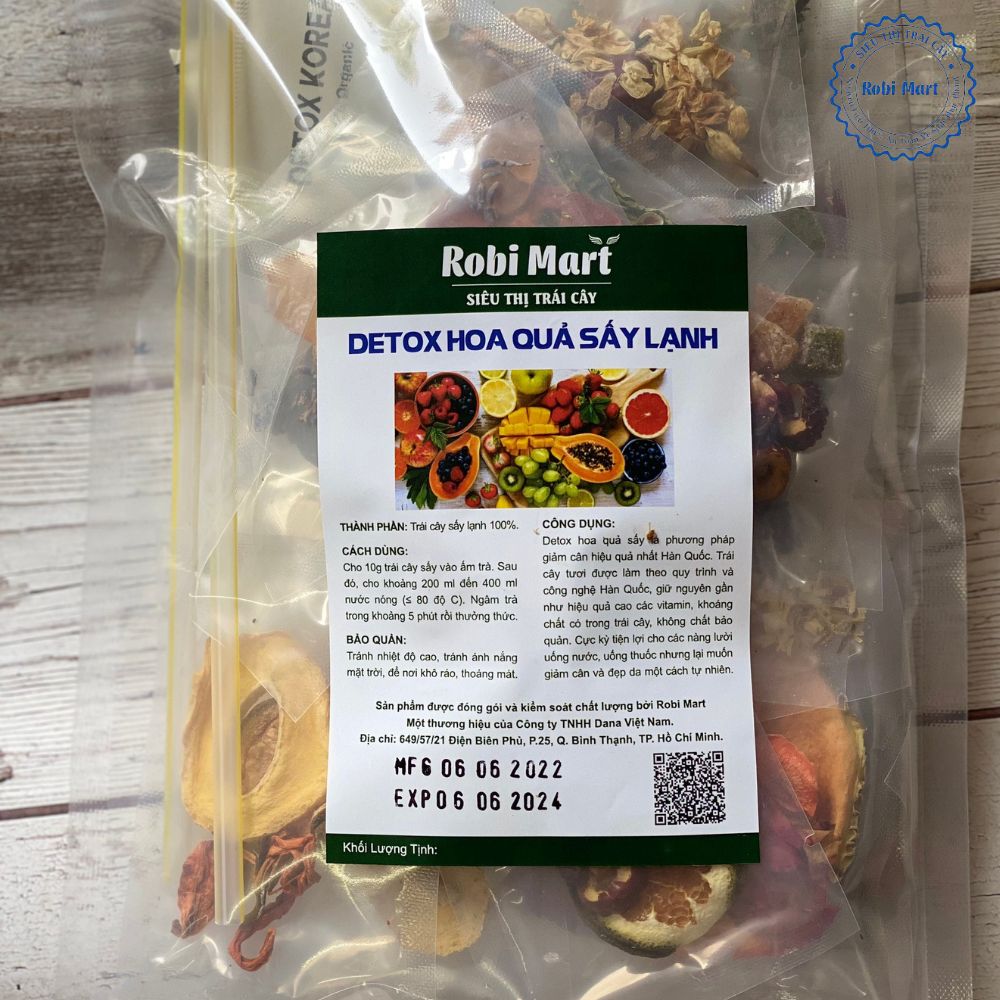 SIÊU THỊ TRÁI CÂY
Robi Mart
DETOX KOREA
Organic
Robi Mart
SIÊU THỊ TRÁI CÂY
DETOX HOA QUẢ SẤY LẠNH
THÀNH PHẦN: Trái cây sấy lạnh 100%.
CÁCH DÙNG:
Cho 10g trái cây sấy vào ấm trà. Sau
đó, cho khoảng 200 ml đến 400 ml
nước nóng (≤ 80 độ C). Ngâm trà
trong khoảng 5 phút rồi thưởng thức.
BẢO QUẢN:
Tránh nhiệt độ cao, tránh ánh nắng
mặt trời, để nơi khô ráo, thoáng mát.
CÔNG DỤNG:
Detox hoa quả sấy là phương pháp
giảm cân hiệu quả nhất Hàn Quốc. Trái
cây tươi được làm theo quy trình và
công nghệ Hàn Quốc, giữ nguyên gần
như hiệu quả cao các vitamin, khoáng
chất có trong trái cây, không chất bảo
quản. Cực kỳ tiện lợi cho các nàng lười
uống nước, uống thuốc nhưng lại muốn
giảm cân và đẹp da một cách tự nhiên.
Sản phẩm được đóng gói và kiểm soát chất lượng bởi Robi Mart
Một thương hiệu của Công ty TNHH Dana Việt Nam.
Địa chỉ: 649/57/21 Điện Biên Phủ, P.25, Q. Bình Thạnh, TP. Hồ Chí Minh.
MFG 06 06 2022
EXP06 06 2024
Khối Lượng Tịnh: